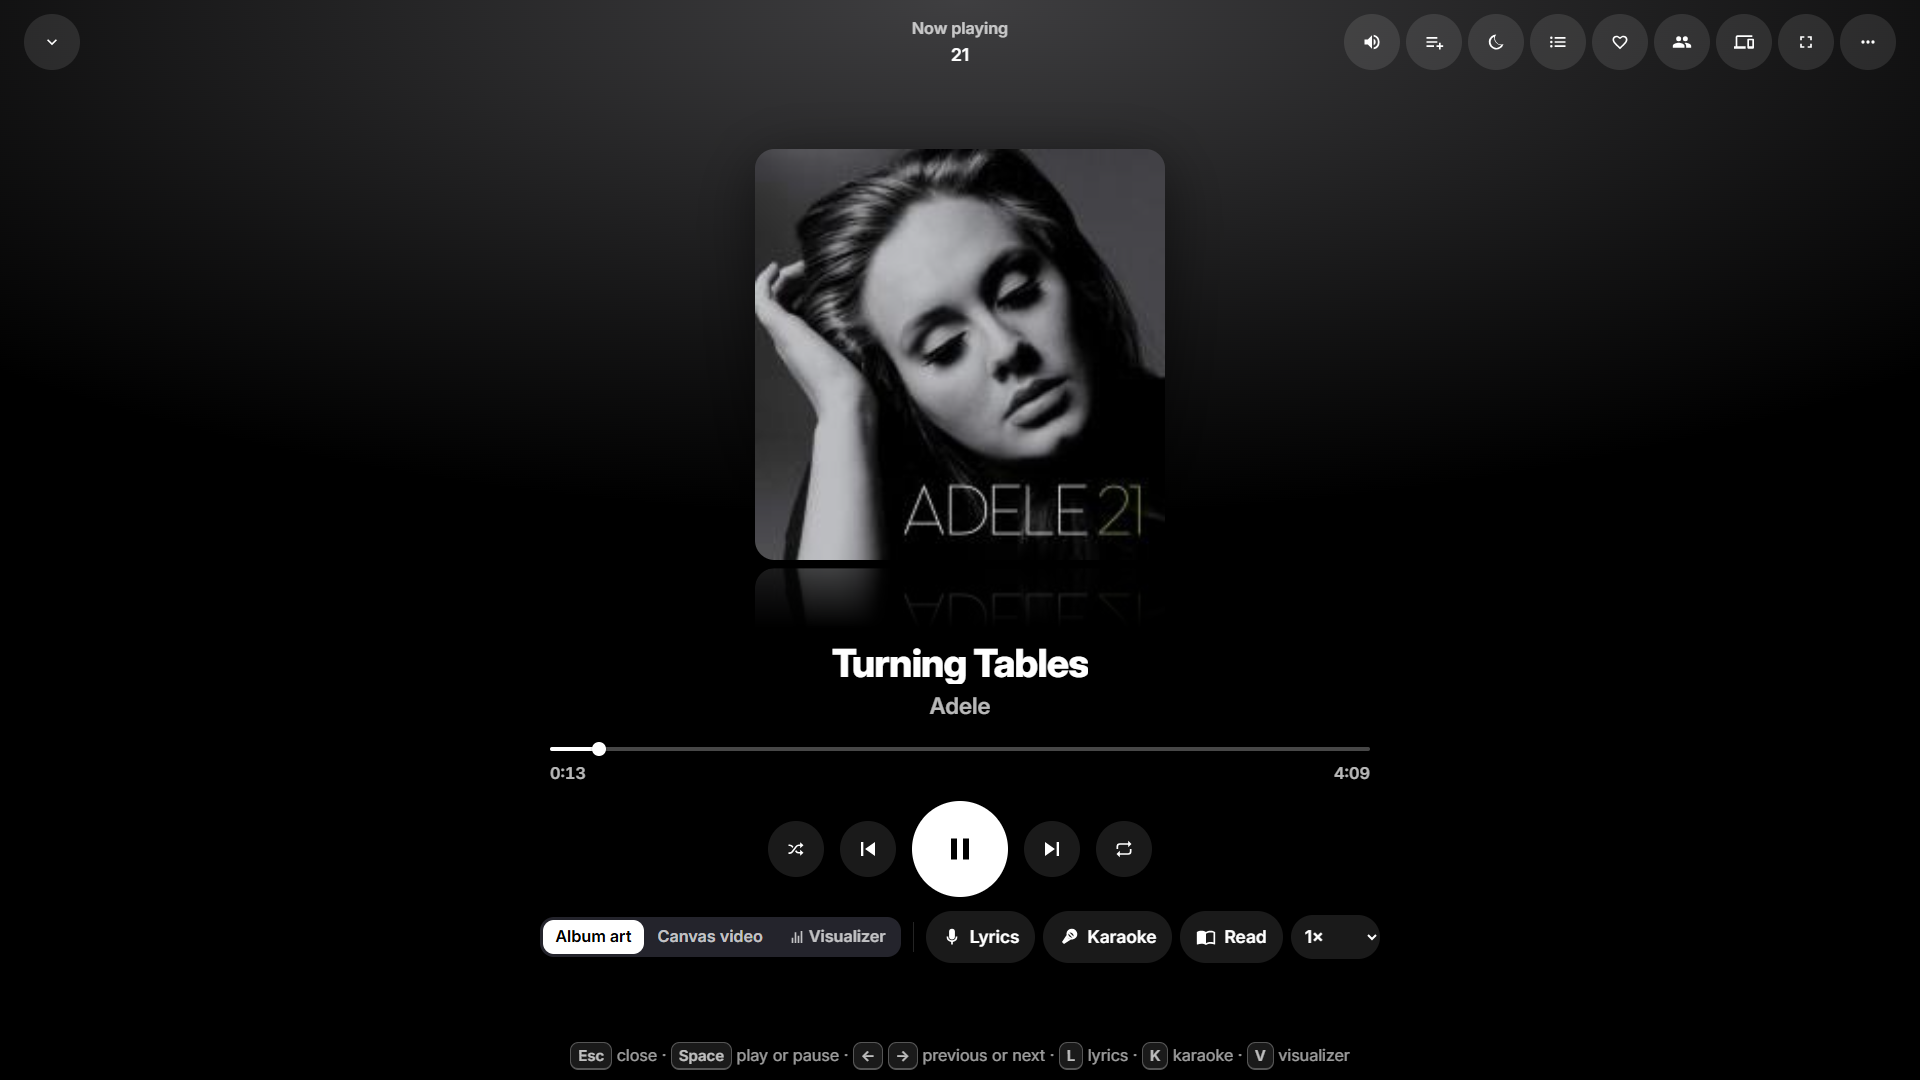 Now playing
21
ADELE 21
Turning Tables
Adele
0:13
4:09
Album art
Canvas video
Visualizer
Lyrics
Karaoke
Read
1×
Esc close · Space play or pause · ← → previous or next · L lyrics · K karaoke · V visualizer